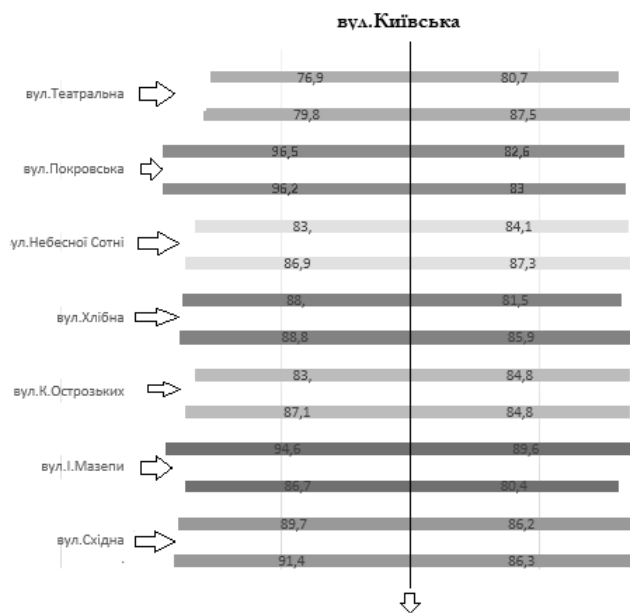 вул.Київська
76,9 80,7
вул.Театральна
79,8 87,5
96,5 82,6
вул.Покровська
96,2 83
83, 84,1
ул.Небесної Сотні
86,9 87,3
88, 81,5
вул.Хлібна
88,8 85,9
83, 84,8
вул.К.Острозьких
87,1 84,8
94,6 89,6
вул.І.Мазепи
86,7 80,4
89,7 86,2
вул.Східна
91,4 86,3